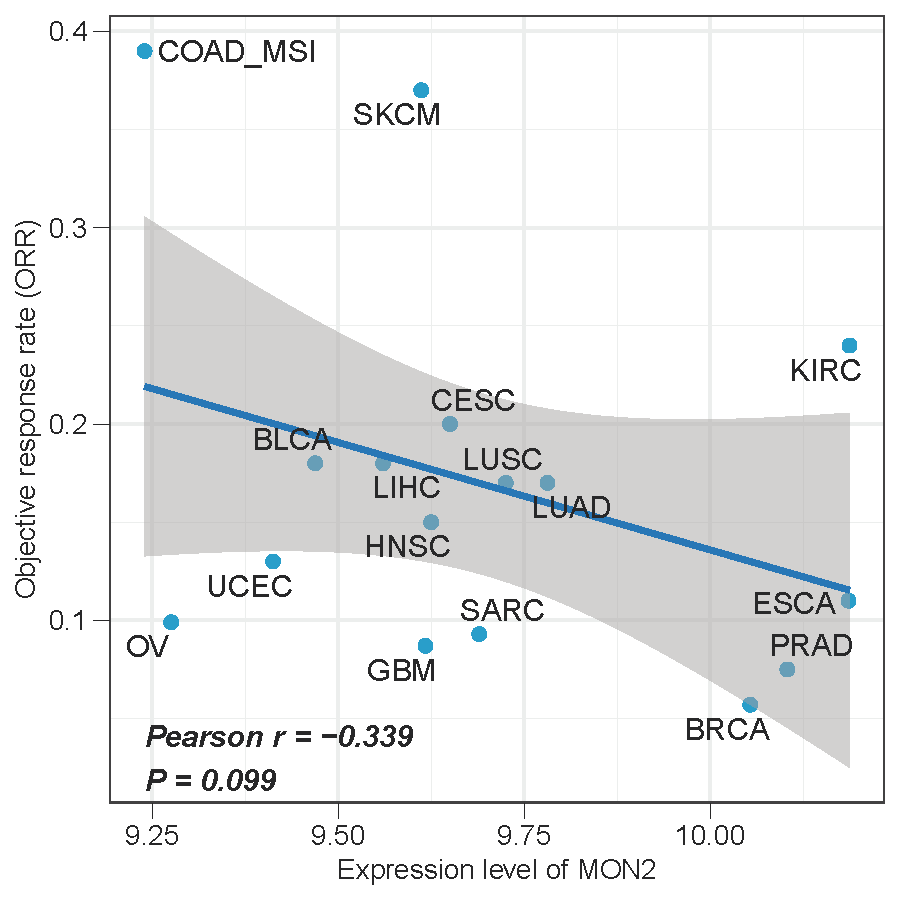 0.4
0.3
0.2
0.1
Objective response rate (ORR)
COAD_MSI
SKCM
KIRC
CESC
BLCA
LUSC
LIHC
LUAD
HNSC
UCEC
ESCA
SARC
OV
PRAD
GBM
BRCA
Pearson r = −0.339
P = 0.099
9.25 9.50 9.75 10.00
Expression level of MON2